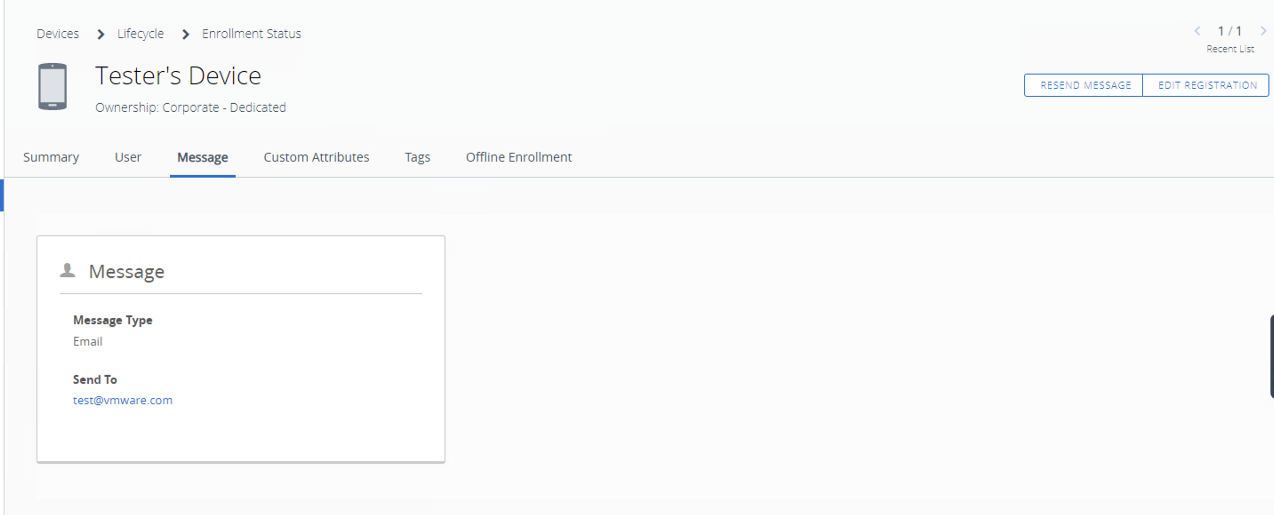 Devices > Lifecycle > Enrollment Status
1 / 1
Recent List
Tester's Device
Ownership: Corporate - Dedicated
RESEND MESSAGE EDIT REGISTRATION
Summary User Message Custom Attributes Tags Offline Enrollment
Message
Message Type
Email
Send To
test@vmware.com